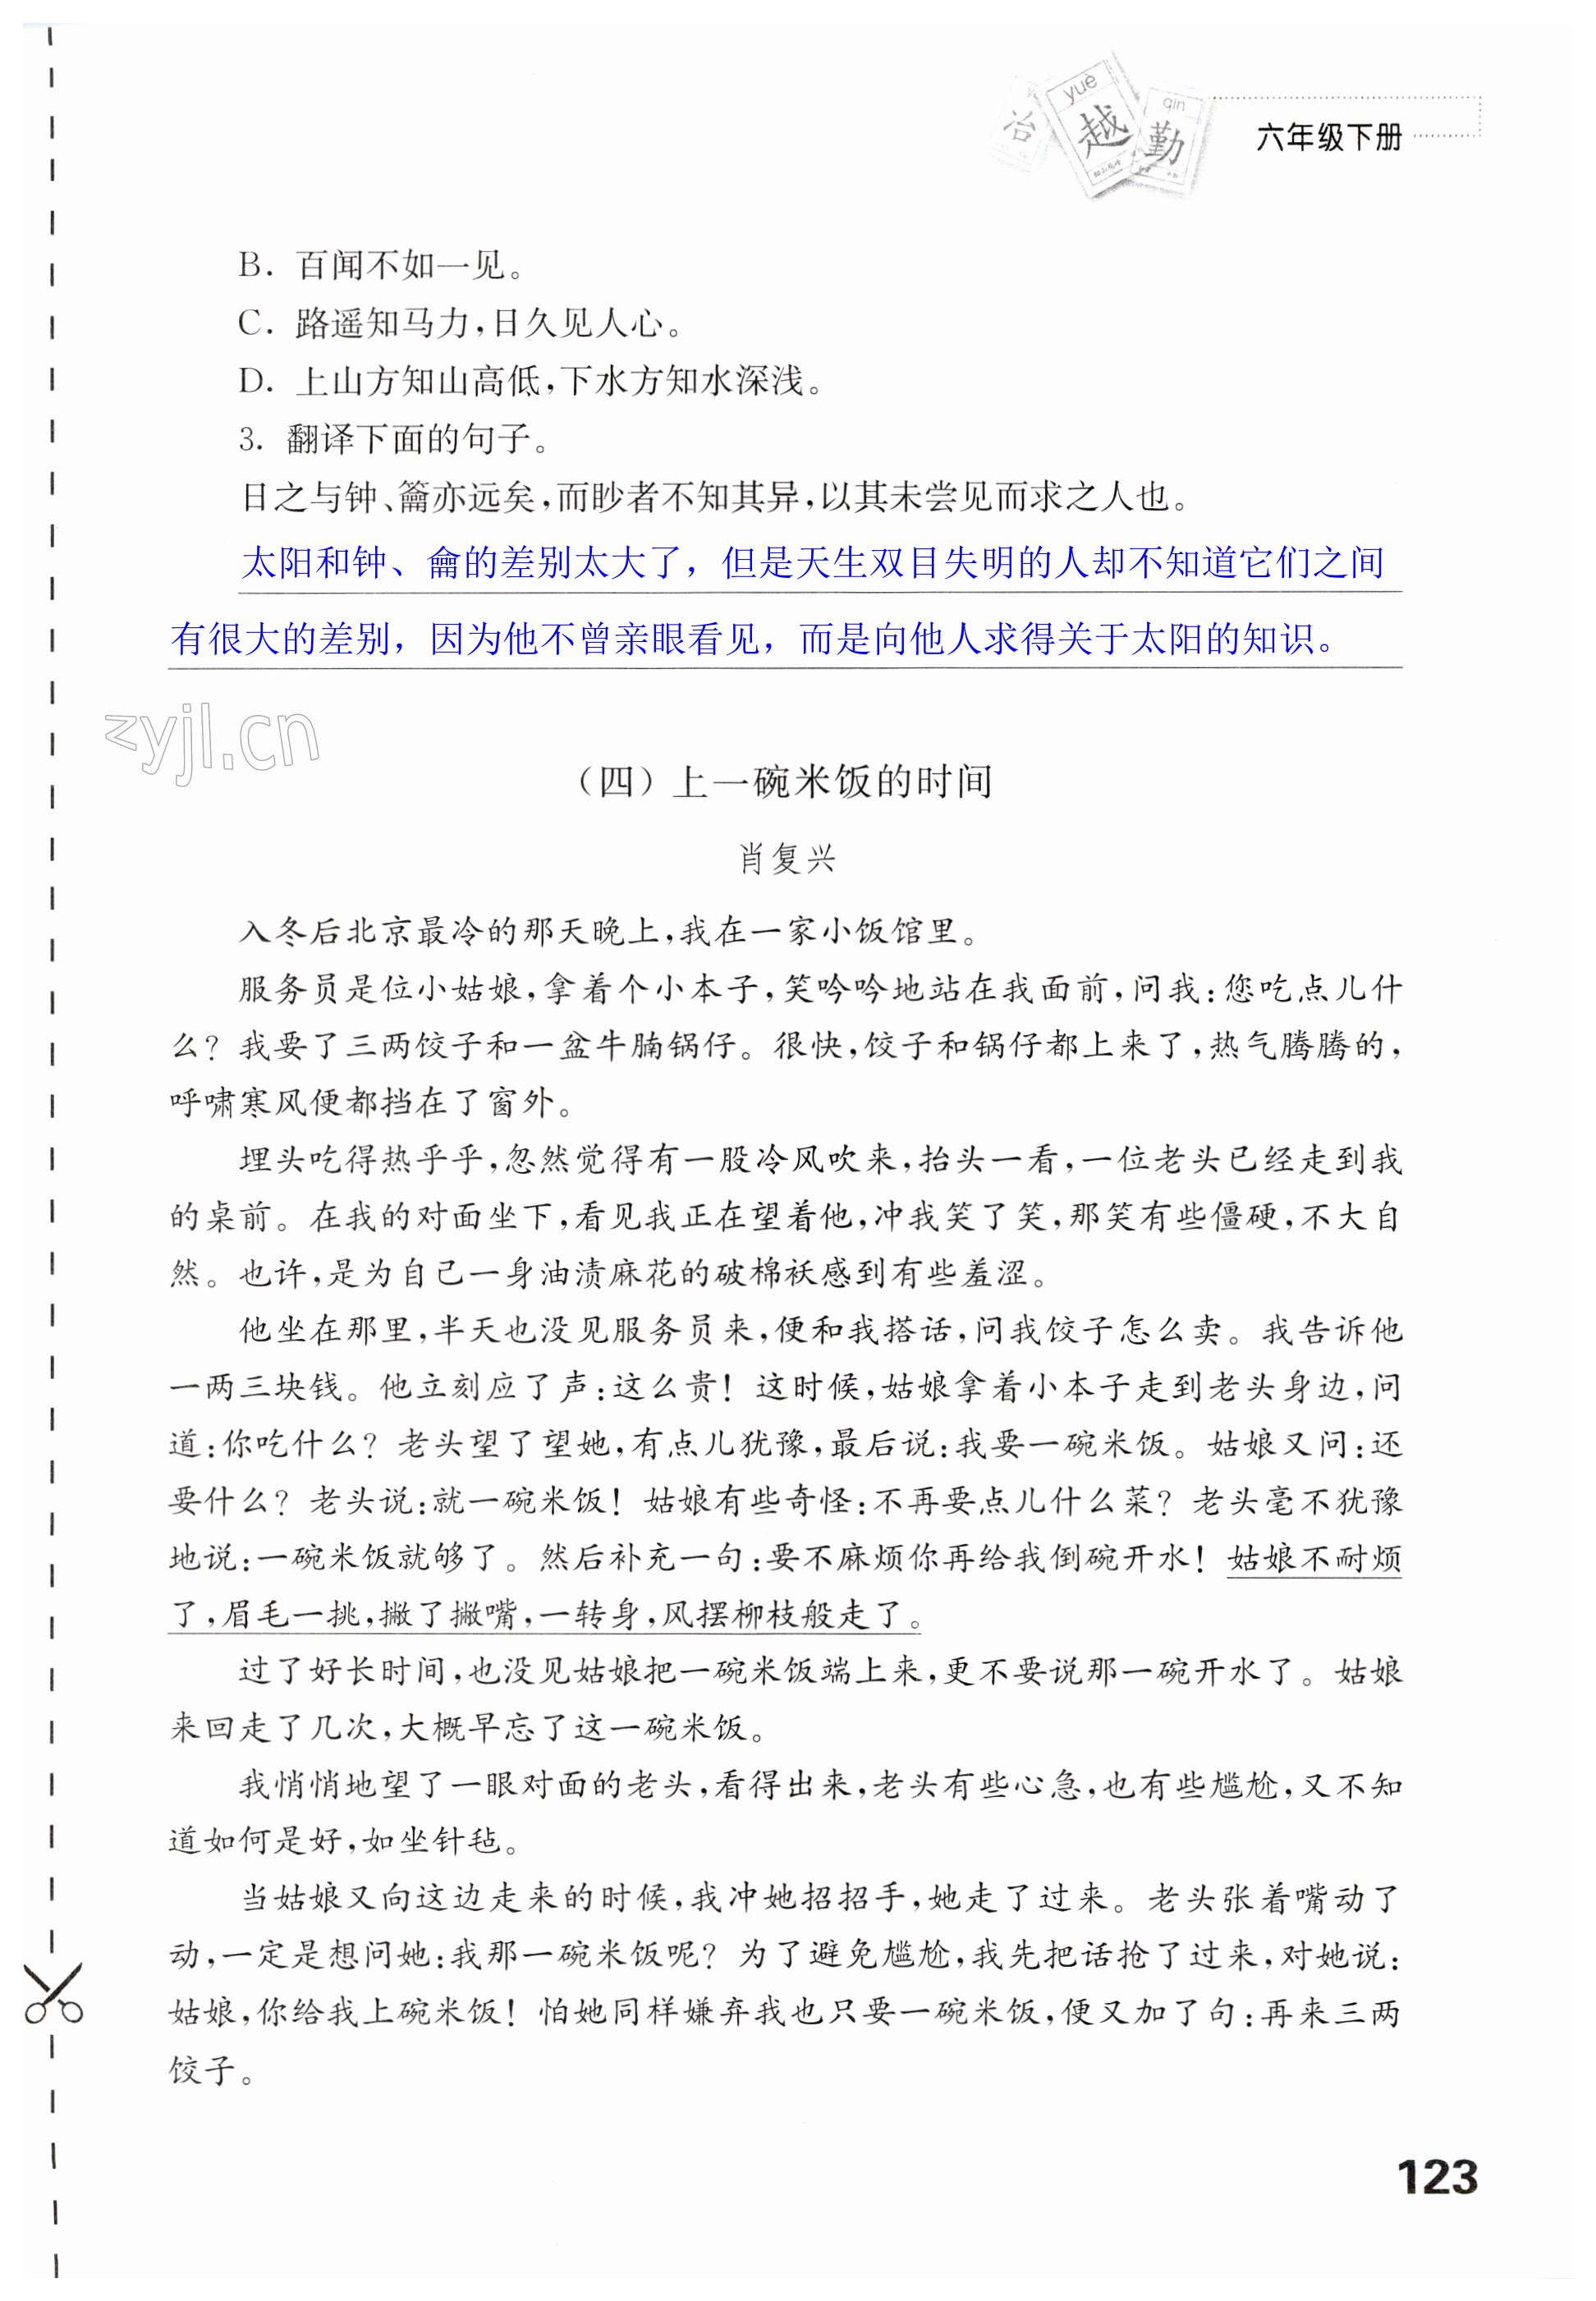 冶
yuè
越
qín
勤
六年级下册
B. 百闻不如一见。
C. 路遥知马力,日久见人心。
D. 上山方知山高低,下水方知水深浅。
3. 翻译下面的句子。
日之与钟、籥亦远矣,而眇者不知其异,以其未尝见而求之人也。
太阳和钟、龠的差别太大了，但是天生双目失明的人却不知道它们之间
有很大的差别，因为他不曾亲眼看见，而是向他人求得关于太阳的知识。
zyjl.cn
（四）上一碗米饭的时间
肖复兴
入冬后北京最冷的那天晚上,我在一家小饭馆里。
服务员是位小姑娘,拿着个小本子,笑吟吟地站在我面前,问我:您吃点儿什
么? 我要了三两饺子和一盆牛腩锅仔。很快,饺子和锅仔都上来了,热气腾腾的,
呼啸寒风便都挡在了窗外。
埋头吃得热乎乎,忽然觉得有一股冷风吹来,抬头一看,一位老头已经走到我
的桌前。在我的对面坐下,看见我正在望着他,冲我笑了笑,那笑有些僵硬,不大自
然。也许,是为自己一身油渍麻花的破棉袄感到有些羞涩。
他坐在那里,半天也没见服务员来,便和我搭话,问我饺子怎么卖。我告诉他
一两三块钱。他立刻应了声:这么贵! 这时候,姑娘拿着小本子走到老头身边,问
道:你吃什么? 老头望了望她,有点儿犹豫,最后说:我要一碗米饭。姑娘又问:还
要什么? 老头说:就一碗米饭! 姑娘有些奇怪:不再要点儿什么菜? 老头毫不犹豫
地说:一碗米饭就够了。然后补充一句:要不麻烦你再给我倒碗开水! 姑娘不耐烦
了,眉毛一挑,撇了撇嘴,一转身,风摆柳枝般走了。
过了好长时间,也没见姑娘把一碗米饭端上来,更不要说那一碗开水了。姑娘
来回走了几次,大概早忘了这一碗米饭。
我悄悄地望了一眼对面的老头,看得出来,老头有些心急,也有些尴尬,又不知
道如何是好,如坐针毡。
当姑娘又向这边走来的时候,我冲她招招手,她走了过来。老头张着嘴动了
动,一定是想问她:我那一碗米饭呢? 为了避免尴尬,我先把话抢了过来,对她说:
姑娘,你给我上碗米饭! 怕她同样嫌弃我也只要一碗米饭,便又加了句:再来三两
饺子。
123